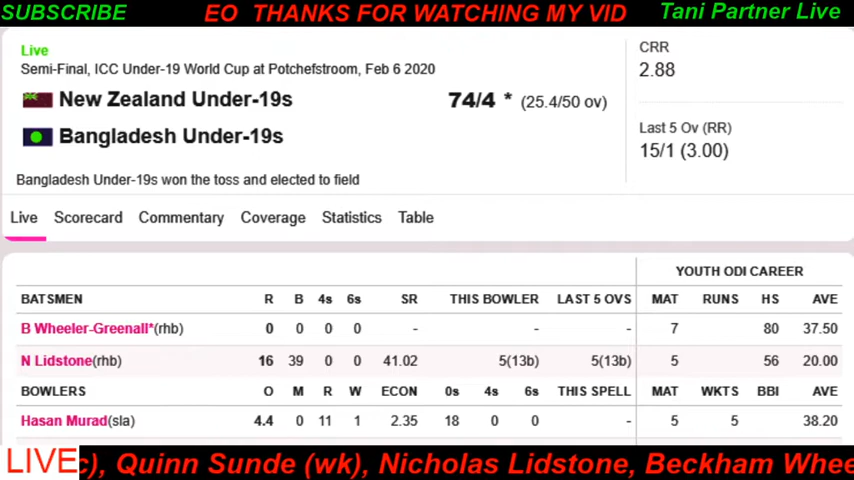 SUBSCRIBE EO THANKS FOR WATCHING MY VID Tani Partner Live
Live
Semi-Final, ICC Under-19 World Cup at Potchefstroom, Feb 6 2020
New Zealand Under-19s 74/4 * (25.4/50 ov)
Bangladesh Under-19s
Bangladesh Under-19s won the toss and elected to field
CRR
2.88
Last 5 Ov (RR)
15/1 (3.00)
Live Scorecard Commentary Coverage Statistics Table
YOUTH ODI CAREER
BATSMEN R B 4s 6s SR THIS BOWLER LAST 5 OVS MAT RUNS HS AVE
B Wheeler-Greenall*(rhb) 0 0 0 0 - - - 7 80 37.50
N Lidstone(rhb) 16 39 0 0 41.02 5(13b) 5(13b) 5 56 20.00
BOWLERS O M R W ECON 0s 4s 6s THIS SPELL MAT WKTS BBI AVE
Hasan Murad(sla) 4.4 0 11 1 2.35 18 0 0 - 5 5 38.20
LIVE c), Quinn Sunde (wk), Nicholas Lidstone, Beckham Whee